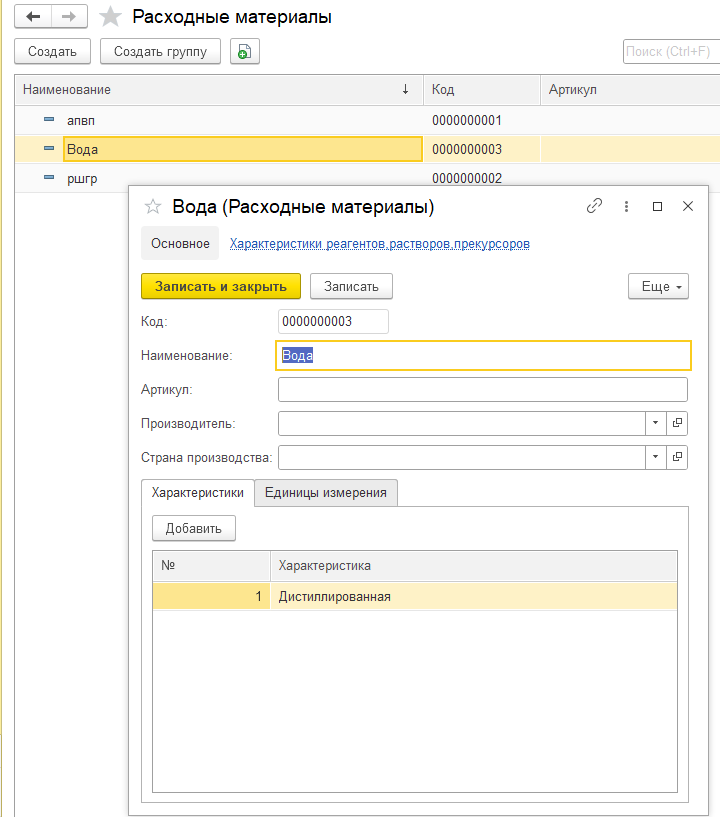 Расходные материалы
Создать Создать группу Поиск (Ctrl+F)
Наименование ↓ Код Артикул
апвп 0000000001
Вода 0000000003
ршгр 0000000002
Вода (Расходные материалы)
Основное Характеристики реагентов,растворов,прекурсоров
Записать и закрыть Записать Еще
Код: 0000000003
Наименование: Вода
Артикул:
Производитель:
Страна производства:
Характеристики Единицы измерения
Добавить
№ Характеристика
1 Дистиллированная